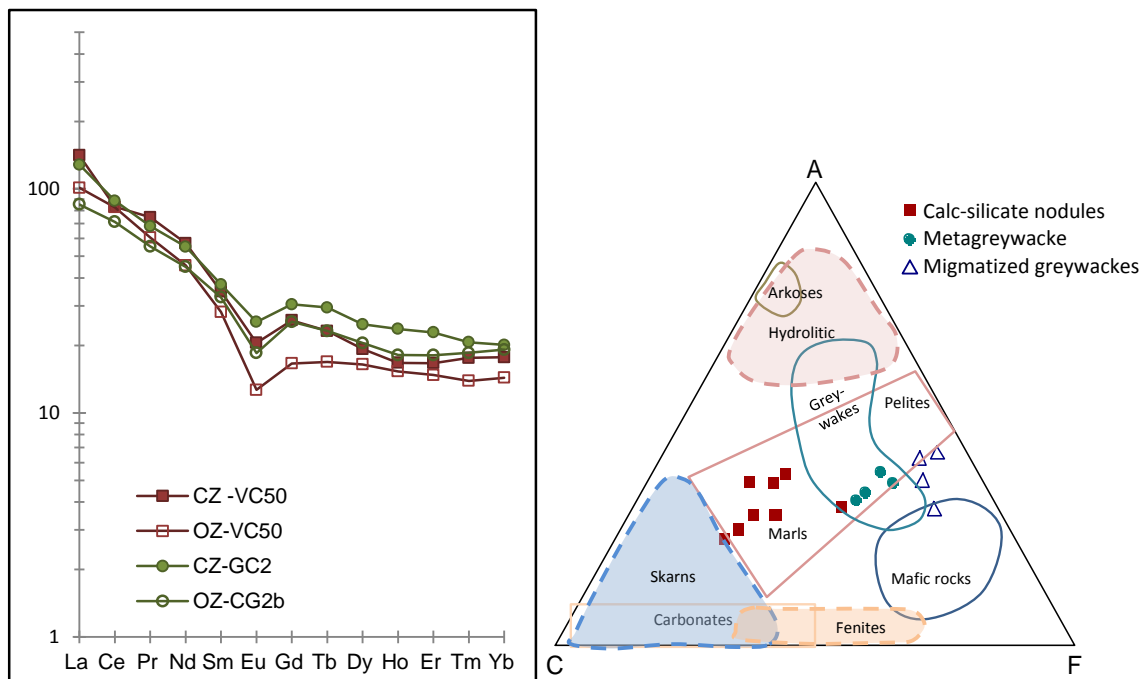 100
10
1
CZ -VC50
OZ-VC50
CZ-GC2
OZ-CG2b
La Ce Pr Nd Sm Eu Gd Tb Dy Ho Er Tm Yb
A
Calc-silicate nodules
Metagreywacke
Migmatized greywackes
Arkoses
Hydrolitic
Grey-
wakes
Pelites
Marls
Skarns
Mafic rocks
Carbonates
Fenites
C
F